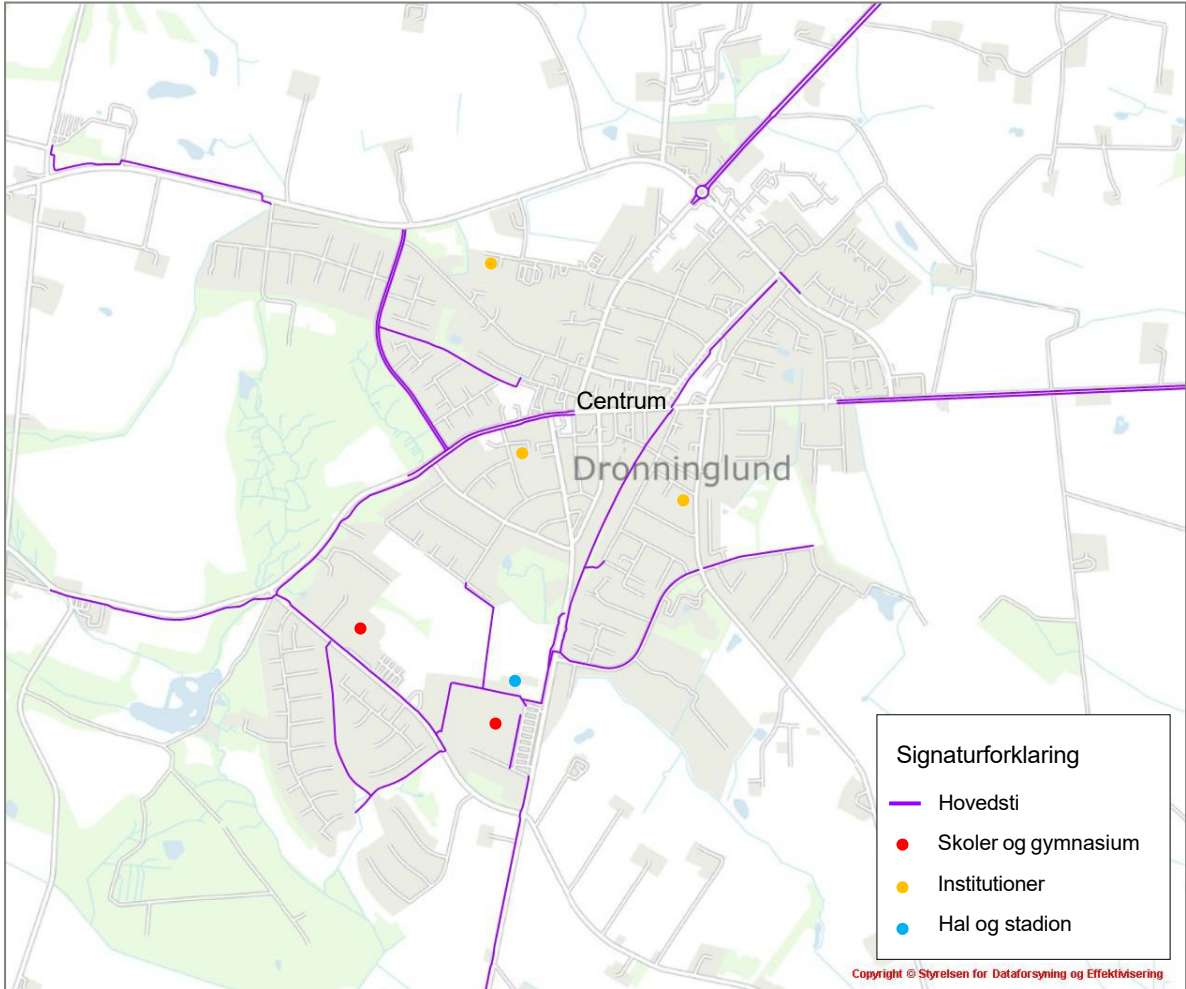 Centrum
Dronninglund
Signaturforklaring
Hovedsti
Skoler og gymnasium
Institutioner
Hal og stadion
Copyright © Styrelsen for Dataforsyning og Effektivisering